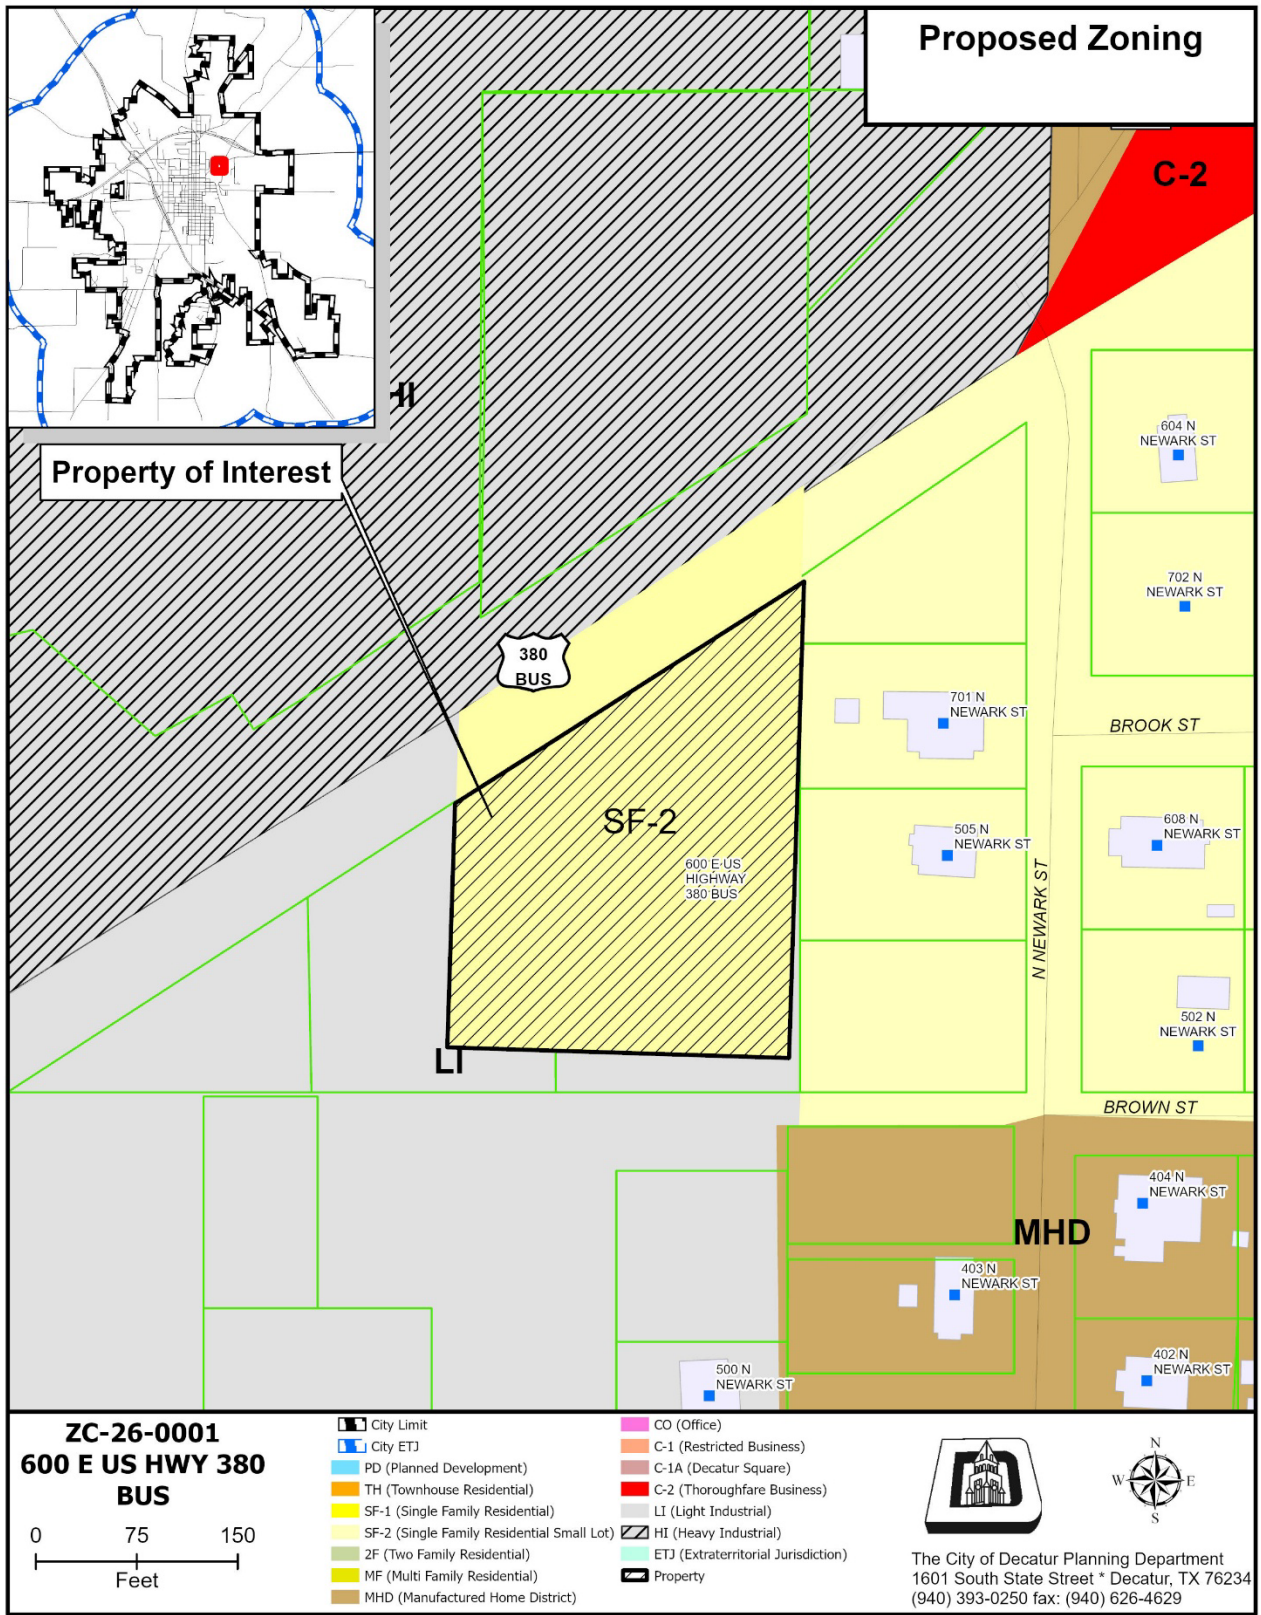 Proposed Zoning
C-2
HI
Property of Interest
604 N
NEWARK ST
702 N
NEWARK ST
380
BUS
701 N
NEWARK ST
BROOK ST
SF-2
505 N
NEWARK ST
608 N
NEWARK ST
600 E US
HIGHWAY
380 BUS
N NEWARK ST
502 N
NEWARK ST
LI
BROWN ST
404 N
NEWARK ST
MHD
403 N
NEWARK ST
402 N
NEWARK ST
500 N
NEWARK ST
ZC-26-0001
600 E US HWY 380
BUS
0 75 150
Feet
City Limit
City ETJ
PD (Planned Development)
TH (Townhouse Residential)
SF-1 (Single Family Residential)
SF-2 (Single Family Residential Small Lot)
2F (Two Family Residential)
MF (Multi Family Residential)
MHD (Manufactured Home District)
CO (Office)
C-1 (Restricted Business)
C-1A (Decatur Square)
C-2 (Thoroughfare Business)
LI (Light Industrial)
HI (Heavy Industrial)
ETJ (Extraterritorial Jurisdiction)
Property
N
W E
S
The City of Decatur Planning Department
1601 South State Street * Decatur, TX 76234
(940) 393-0250 fax: (940) 626-4629